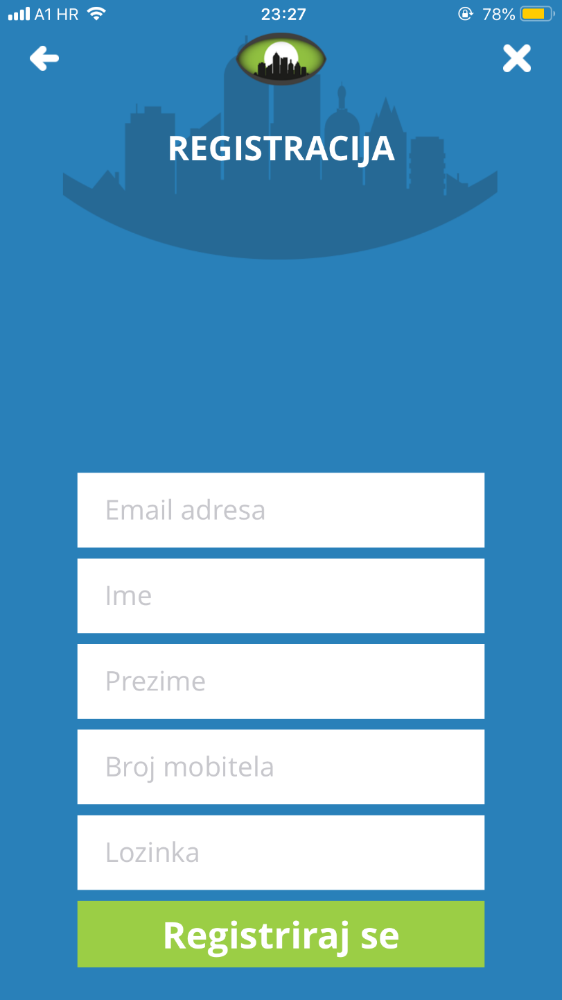 A1 HR 23:27 78%
REGISTRACIJA
Email adresa
Ime
Prezime
Broj mobitela
Lozinka
Registriraj se